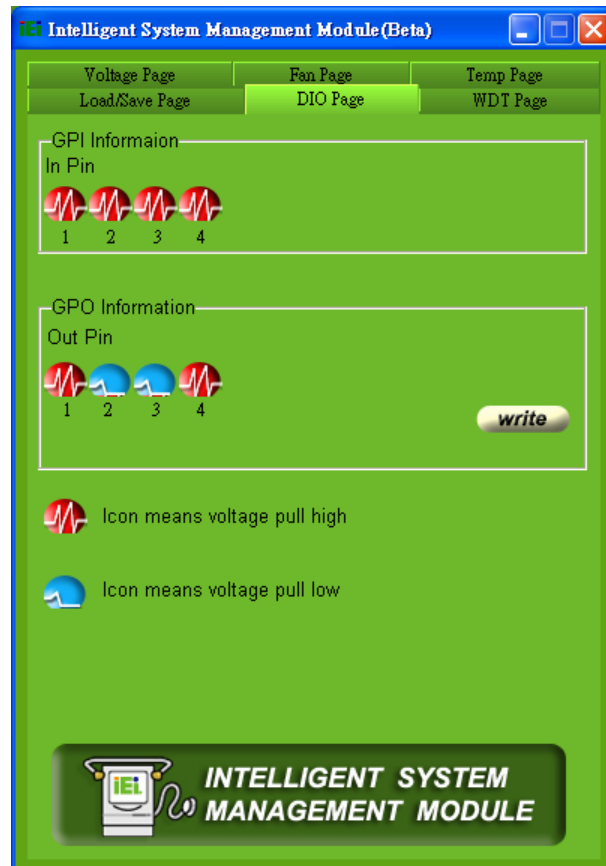 iEi Intelligent System Management Module(Beta)
Voltage Page Fan Page Temp Page
Load/Save Page DIO Page WDT Page
GPI Informaion
In Pin
1 2 3 4
GPO Information
Out Pin
1 2 3 4
write
Icon means voltage pull high
Icon means voltage pull low
iEi
INTELLIGENT SYSTEM
MANAGEMENT MODULE